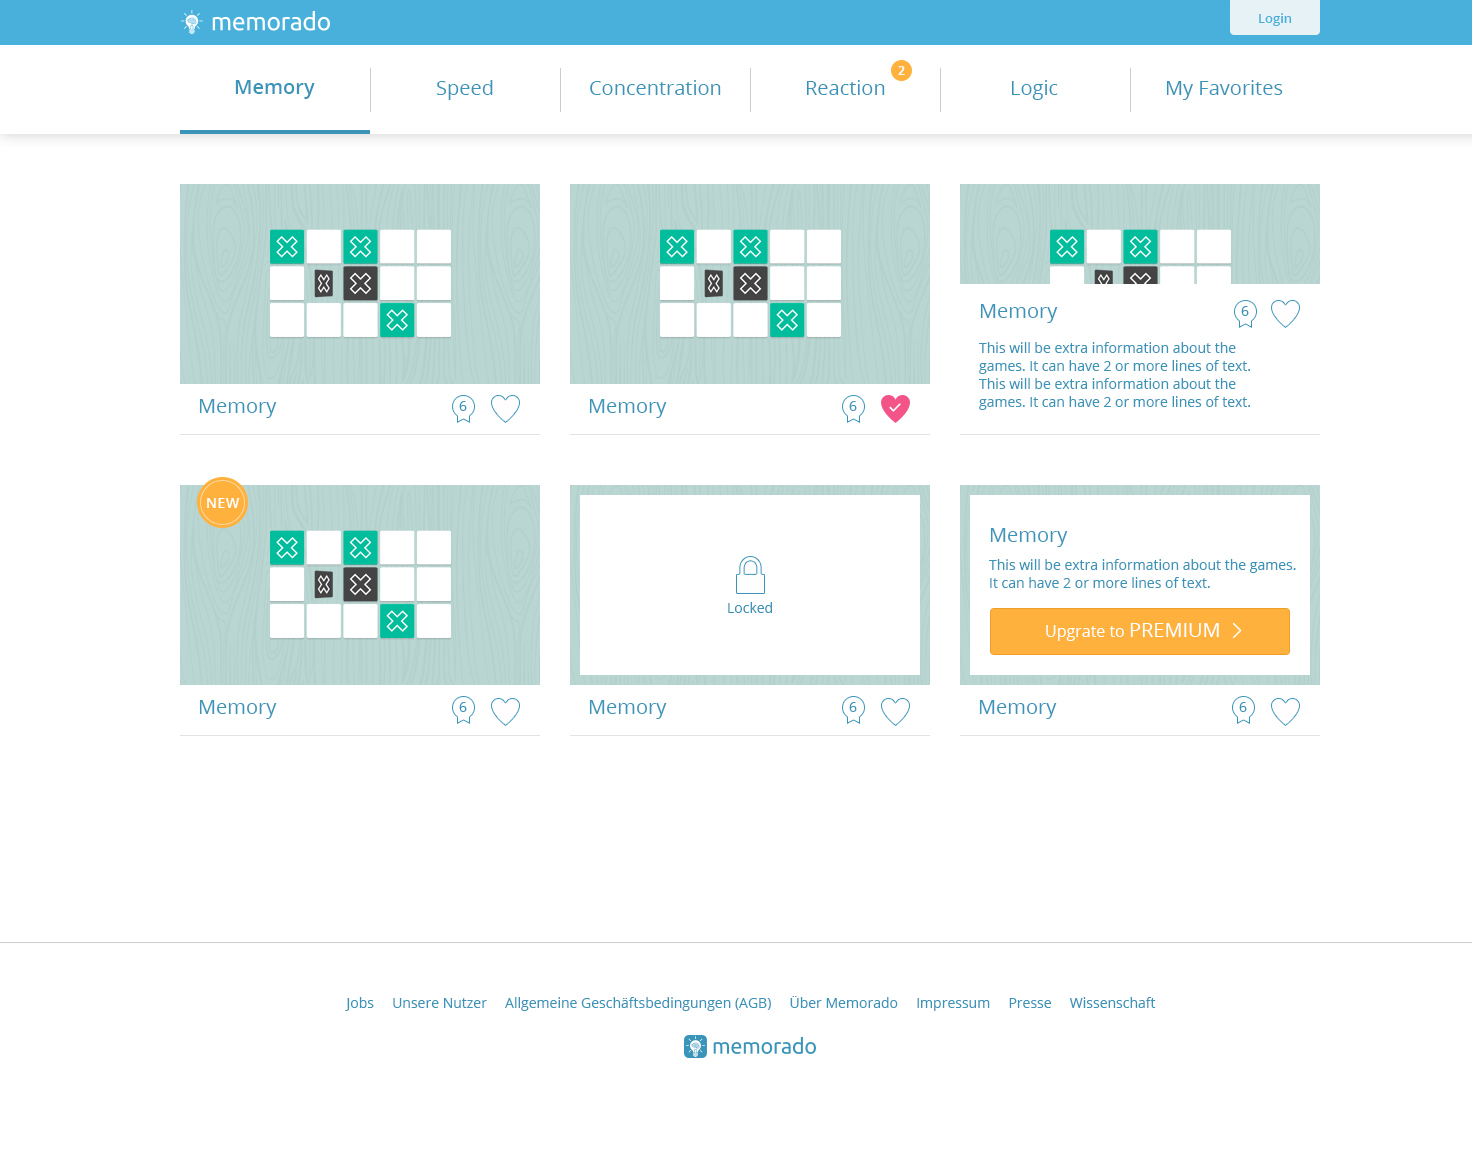 memorado
Login
Memory
Speed
Concentration
Reaction
2
Logic
My Favorites
Memory
6
Memory
6
Memory
6
This will be extra information about the
games. It can have 2 or more lines of text.
This will be extra information about the
games. It can have 2 or more lines of text.
NEW
Memory
6
Locked
Memory
6
Memory
This will be extra information about the games.
It can have 2 or more lines of text.
Upgrate to PREMIUM
Memory
6
Jobs Unsere Nutzer Allgemeine Geschäftsbedingungen (AGB) Über Memorado Impressum Presse Wissenschaft
memorado